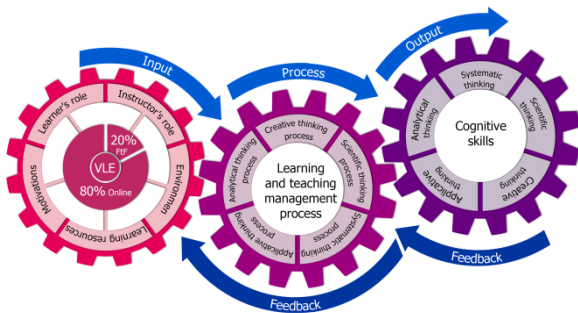 Input
Process
Output
Learner's role
Instructor's role
Environmen
Learning resources
Motivations
20%
FtF
VLE
80% Online
Creative thinking
process
Scientific thinking
process
Systematic thinking
process
Applicative thinking
process
Analytical thinking
process
Learning
and teaching
management
process
Systematic
thinking
Scientific
thinking
Creative
thinking
Applicative
thinking
Analytical
thinking
Cognitive
skills
Feedback
Feedback